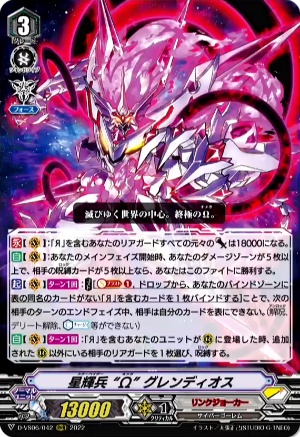 3
フォース
滅びゆく世界の中心。終極のΩ。
永【V】:「Я」を含むあなたのリアガードすべての元々の は18000になる。
自【V】:あなたのメインフェイズ開始時、あなたのダメージゾーンが5枚以
上で、相手の呪縛カードが5枚以上なら、あなたはこのファイトに勝利する。
起【V】ターン1回: 、ドロップから、あなたのバインドゾーンに
表の同名のカードがない「Я」を含むカードを1枚バインドする】ことで、次
の相手のターンのエンドフェイズ中、相手は自分のカードを表にできない。
デリート解除 等ができない
自【V】ターン1回:「Я」を含むあなたのユニットが に登場した時、追加さ
れた 以外にいる相手のリアガードを1枚選び、呪縛する。
星輝兵 “Ω” グレンディオス
13000
クリティカル
1
リンクジョーカー
サイバーゴーレム
D-VS06/042 RRR 2022